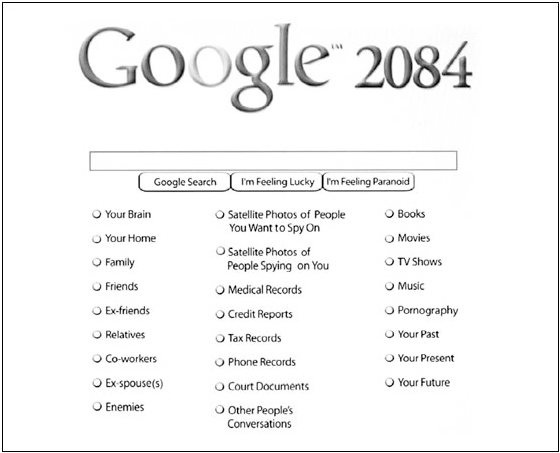 Google™ 2084
Google Search
I'm Feeling Lucky
I'm Feeling Paranoid
Your Brain
Your Home
Family
Friends
Ex-friends
Relatives
Co-workers
Ex-spouse(s)
Enemies
Satellite Photos of People
You Want to Spy On
Satellite Photos of
People Spying on You
Medical Records
Credit Reports
Tax Records
Phone Records
Court Documents
Other People's
Conversations
Books
Movies
TV Shows
Music
Pornography
Your Past
Your Present
Your Future